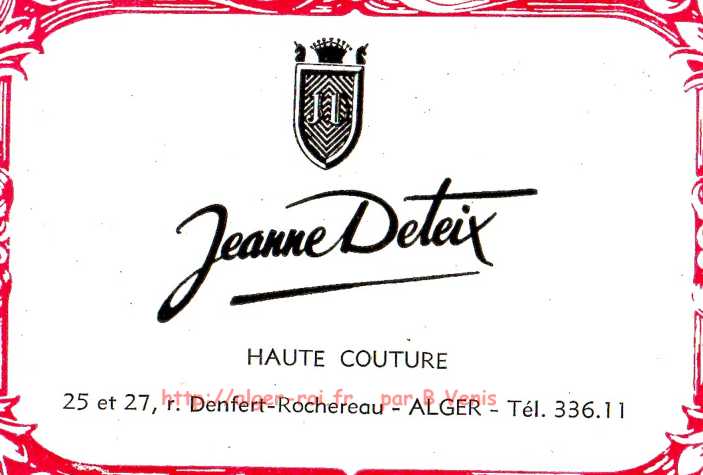 Jeanne Deteix
HAUTE COUTURE
http://alger-roi.fr par B.Venis
25 et 27, r. Denfert-Rochereau - ALGER - Tél. 336.11